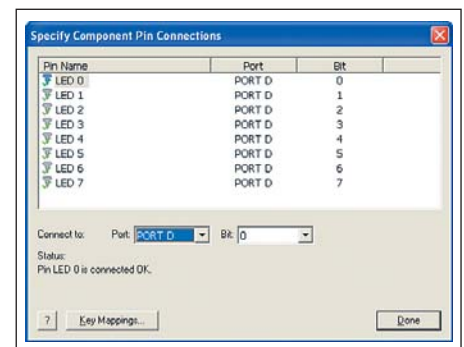 Specify Component Pin Connections
Pin Name Port Bit
LED 0 PORT D 0
LED 1 PORT D 1
LED 2 PORT D 2
LED 3 PORT D 3
LED 4 PORT D 4
LED 5 PORT D 5
LED 6 PORT D 6
LED 7 PORT D 7
Connect to: Port: PORT D Bit: 0
Status:
Pin LED 0 is connected OK.
? Key Mappings... Done